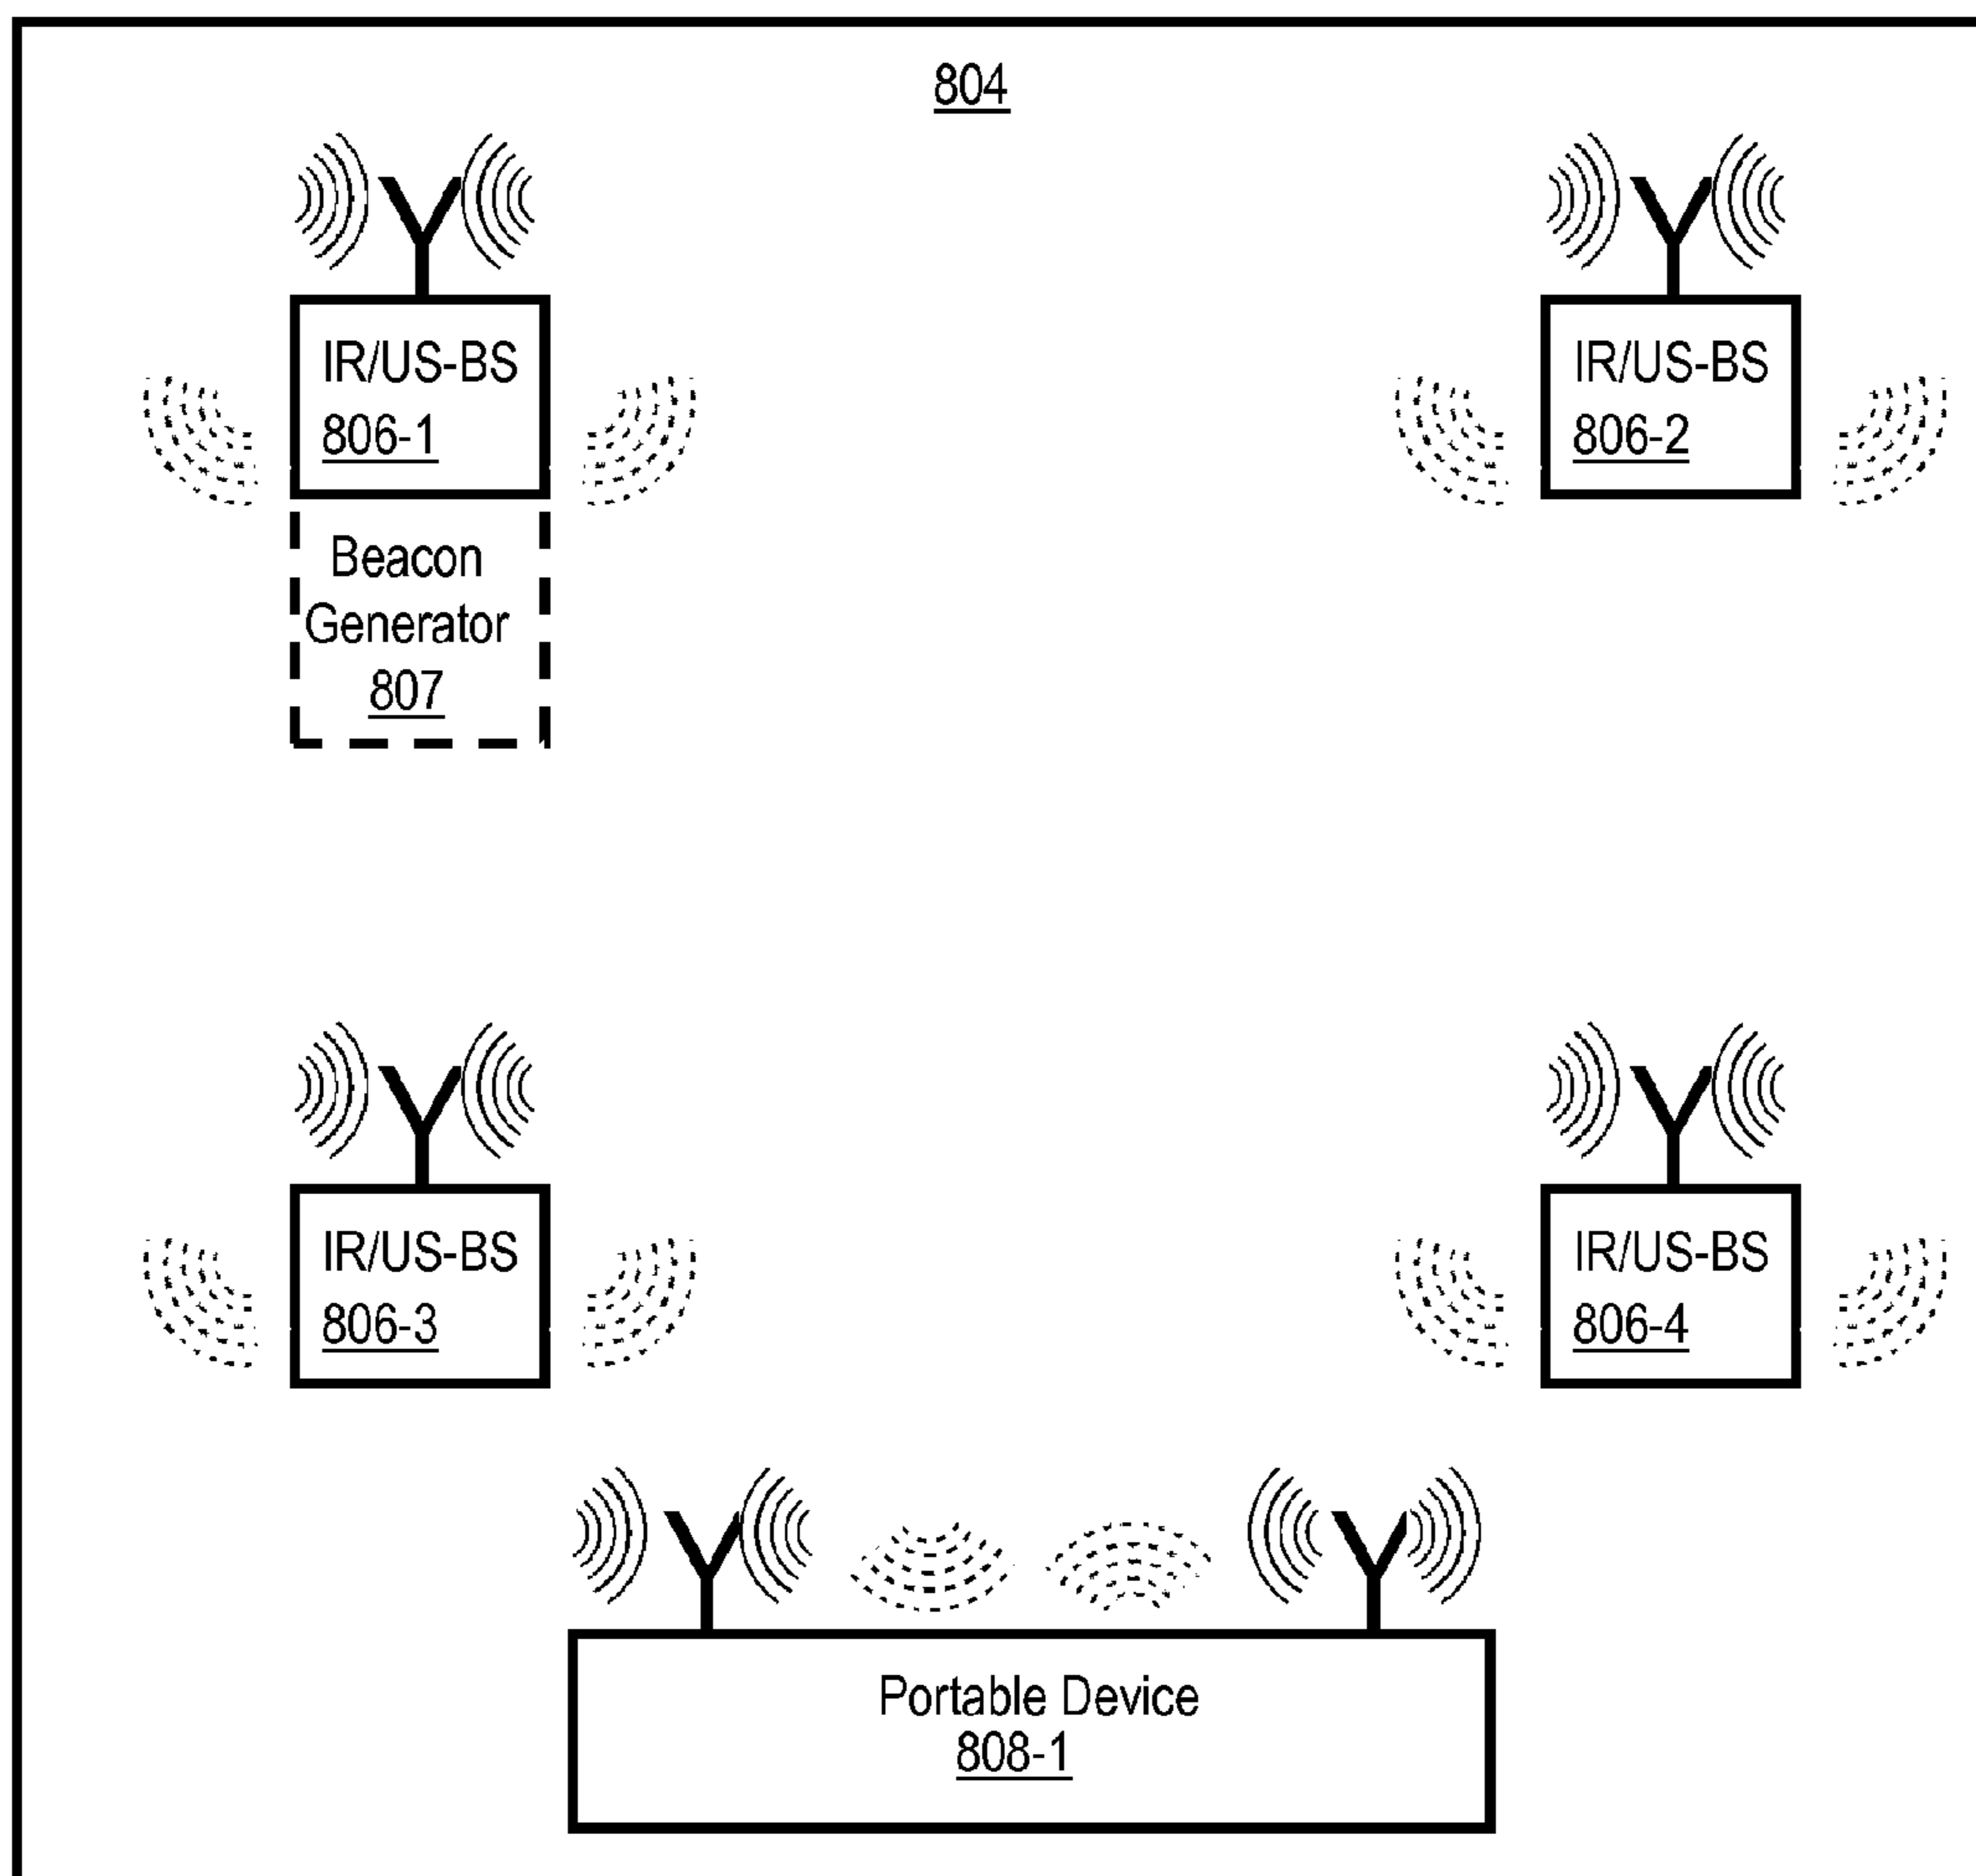 804
IR/US-BS
806-1
IR/US-BS
806-2
Beacon
Generator
807
IR/US-BS
806-3
IR/US-BS
806-4
Portable Device
808-1